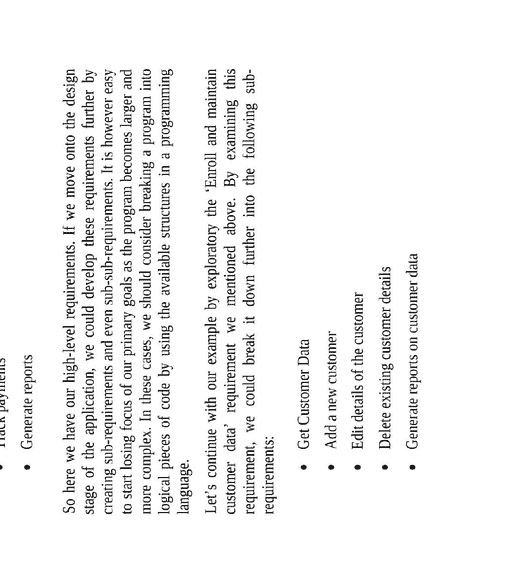 Track payments
• Generate reports
So here we have our high-level requirements. If we move onto the design
stage of the application, we could develop these requirements further by
creating sub-requirements and even sub-sub-requirements. It is however easy
to start losing focus of our primary goals as the program becomes larger and
more complex. In these cases, we should consider breaking a program into
logical pieces of code by using the available structures in a programming
language.
Let's continue with our example by exploratory the 'Enroll and maintain
customer data' requirement we mentioned above. By examining this
requirement, we could break it down further into the following sub-
requirements:
• Get Customer Data
• Add a new customer
• Edit details of the customer
• Delete existing customer details
• Generate reports on customer data